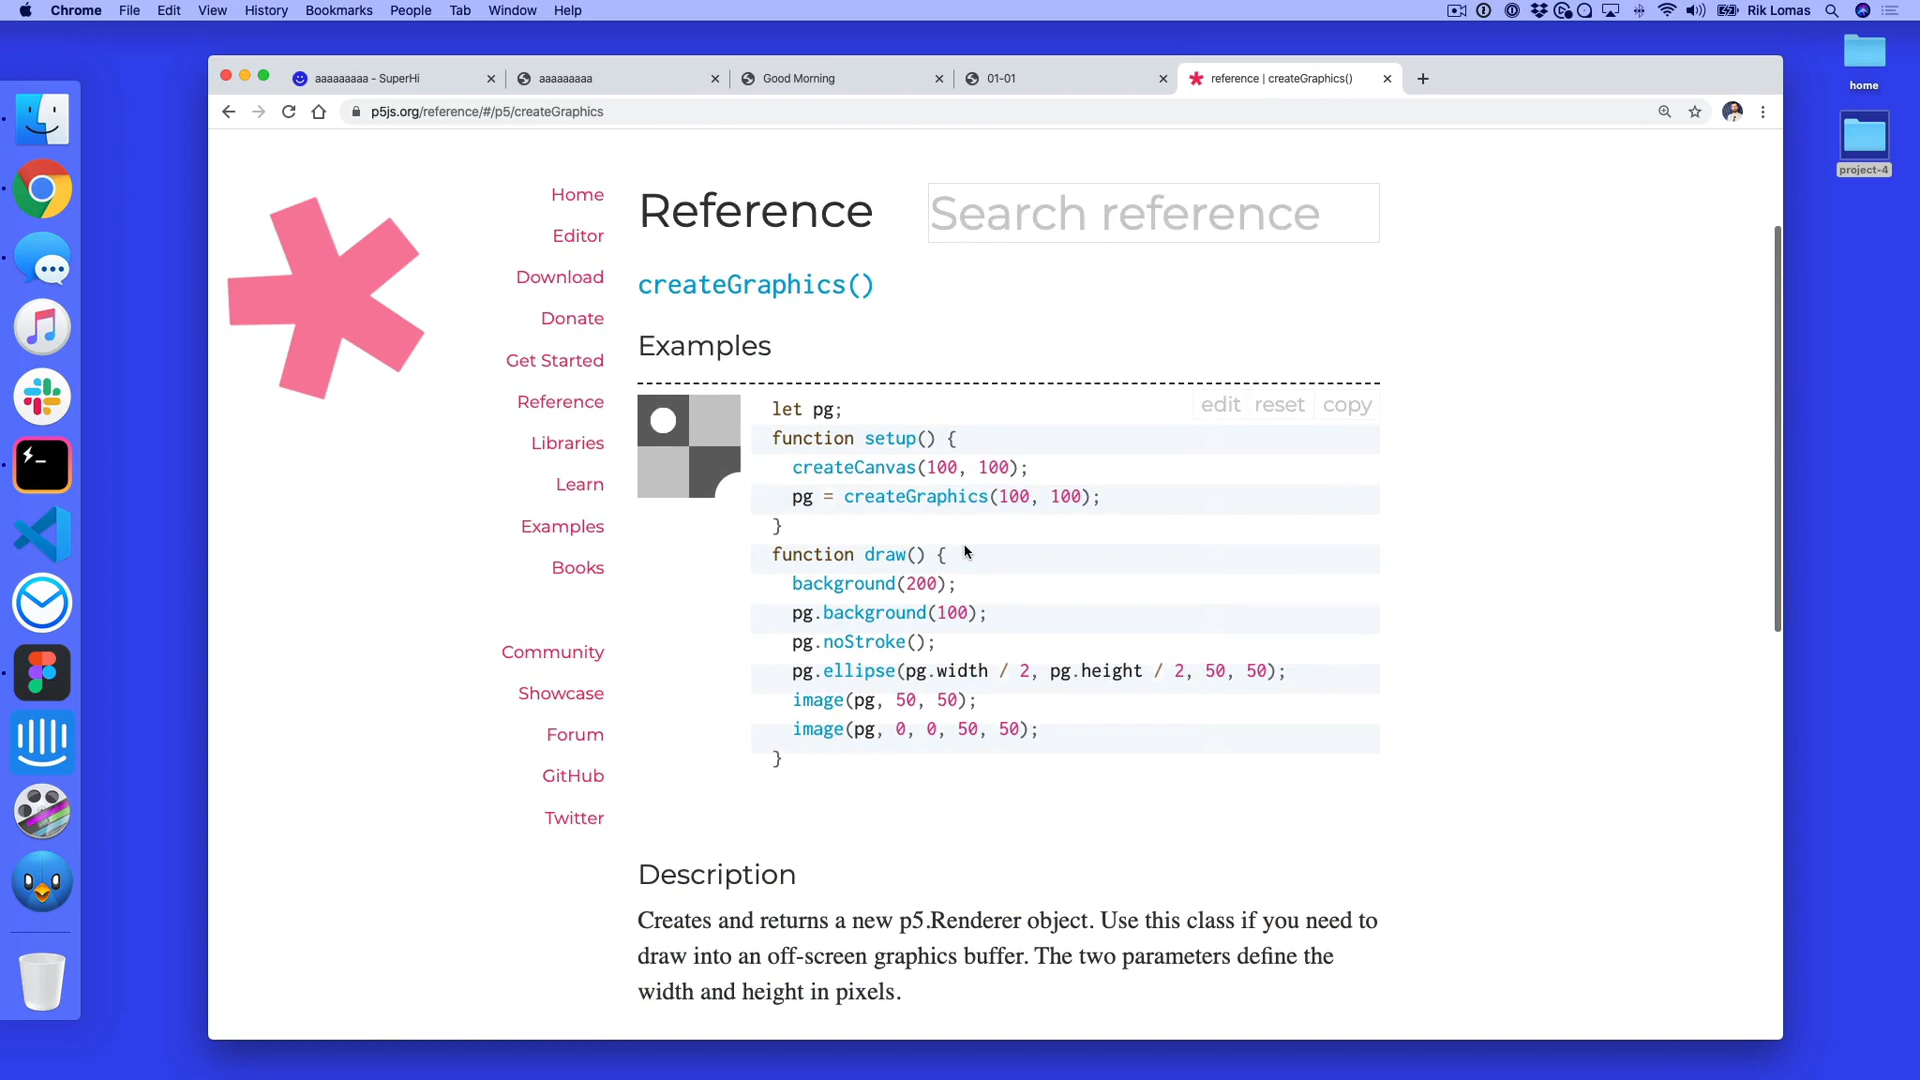 Chrome File Edit View History Bookmarks People Tab Window Help
Rik Lomas
home
project-4
aaaaaaaaa - SuperHi
aaaaaaaaa
Good Morning
01-01
reference | createGraphics()
p5js.org/reference/#/p5/createGraphics
Home
Editor
Download
Donate
Get Started
Reference
Libraries
Learn
Examples
Books
Community
Showcase
Forum
GitHub
Twitter
Reference
Search reference
createGraphics()
Examples
edit reset copy
let pg;
function setup() {
createCanvas(100, 100);
pg = createGraphics(100, 100);
}
function draw() {
background(200);
pg.background(100);
pg.noStroke();
pg.ellipse(pg.width / 2, pg.height / 2, 50, 50);
image(pg, 50, 50);
image(pg, 0, 0, 50, 50);
}
Description
Creates and returns a new p5.Renderer object. Use this class if you need to
draw into an off-screen graphics buffer. The two parameters define the
width and height in pixels.